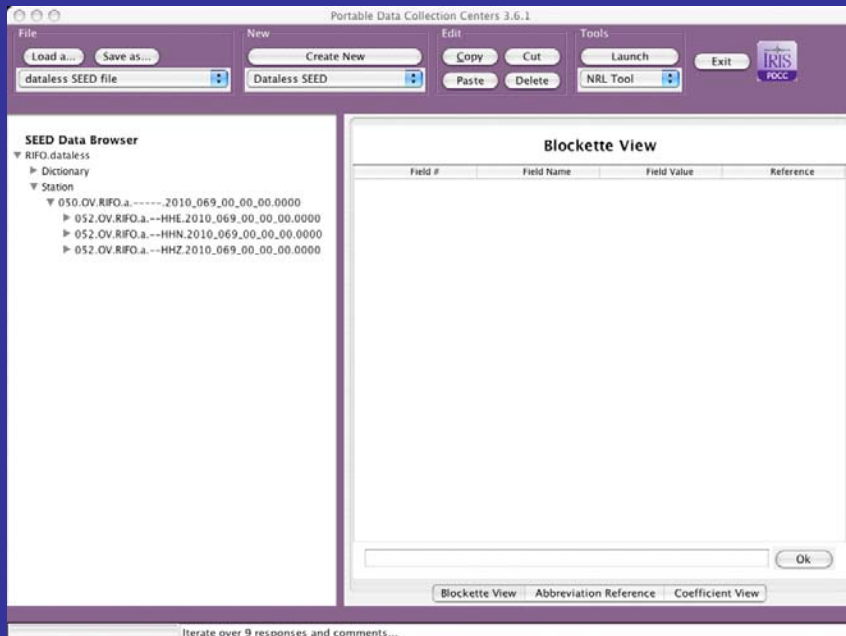 Portable Data Collection Centers 3.6.1
File
New
Edit
Tools
Load a...
Save as...
Create New
Copy
Cut
Launch
Exit
IRIS
PDCC
dataless SEED file
Dataless SEED
Paste
Delete
NRL Tool
SEED Data Browser
RIFO.dataless
Dictionary
Station
050.OV.RIFO.a.-----.2010_069_00_00_00.0000
052.OV.RIFO.a.--HHE.2010_069_00_00_00.0000
052.OV.RIFO.a.--HHN.2010_069_00_00_00.0000
052.OV.RIFO.a.--HHZ.2010_069_00_00_00.0000
Blockette View
Field #
Field Name
Field Value
Reference
Ok
Blockette View
Abbreviation Reference
Coefficient View
Iterate over 9 responses and comments...